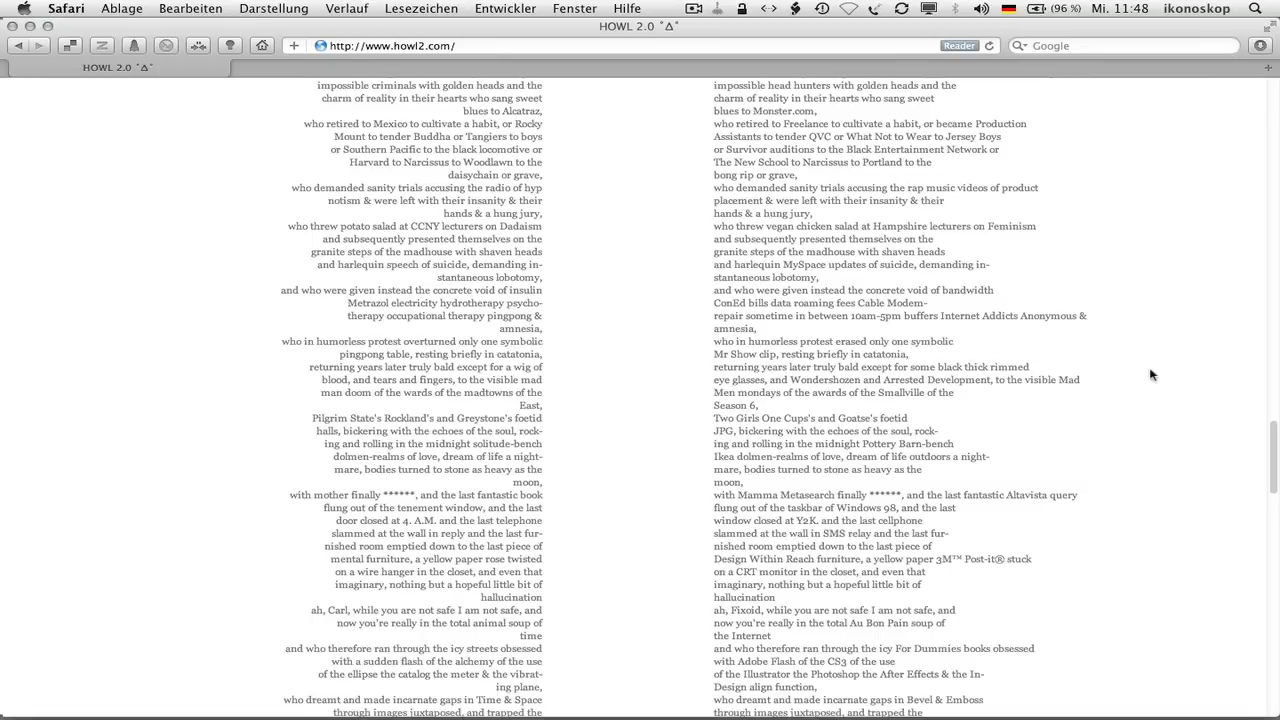 Safari Ablage Bearbeiten Darstellung Verlauf Lesezeichen Entwickler Fenster Hilfe (96 %) Mi. 11:48 ikonoskop
HOWL 2.0 ˚∆˙
http://www.howl2.com/ Reader Google
HOWL 2.0 ˚∆˙
impossible criminals with golden heads and the
charm of reality in their hearts who sang sweet
blues to Alcatraz,
who retired to Mexico to cultivate a habit, or Rocky
Mount to tender Buddha or Tangiers to boys
or Southern Pacific to the black locomotive or
Harvard to Narcissus to Woodlawn to the
daisychain or grave,
who demanded sanity trials accusing the radio of hyp
notism & were left with their insanity & their
hands & a hung jury,
who threw potato salad at CCNY lecturers on Dadaism
and subsequently presented themselves on the
granite steps of the madhouse with shaven heads
and harlequin speech of suicide, demanding in-
stantaneous lobotomy,
and who were given instead the concrete void of insulin
Metrazol electricity hydrotherapy psycho-
therapy occupational therapy pingpong &
amnesia,
who in humorless protest overturned only one symbolic
pingpong table, resting briefly in catatonia,
returning years later truly bald except for a wig of
blood, and tears and fingers, to the visible mad
man doom of the wards of the madtowns of the
East,
Pilgrim State's Rockland's and Greystone's foetid
halls, bickering with the echoes of the soul, rock-
ing and rolling in the midnight solitude-bench
dolmen-realms of love, dream of life a night-
mare, bodies turned to stone as heavy as the
moon,
with mother finally ******, and the last fantastic book
flung out of the tenement window, and the last
door closed at 4. A.M. and the last telephone
slammed at the wall in reply and the last fur-
nished room emptied down to the last piece of
mental furniture, a yellow paper rose twisted
on a wire hanger in the closet, and even that
imaginary, nothing but a hopeful little bit of
hallucination
ah, Carl, while you are not safe I am not safe, and
now you're really in the total animal soup of
time
and who therefore ran through the icy streets obsessed
with a sudden flash of the alchemy of the use
of the ellipse the catalog the meter & the vibrat-
ing plane,
who dreamt and made incarnate gaps in Time & Space
through images juxtaposed, and trapped the
impossible head hunters with golden heads and the
charm of reality in their hearts who sang sweet
blues to Monster.com,
who retired to Freelance to cultivate a habit, or became Production
Assistants to tender QVC or What Not to Wear to Jersey Boys
or Survivor auditions to the Black Entertainment Network or
The New School to Narcissus to Portland to the
bong rip or grave,
who demanded sanity trials accusing the rap music videos of product
placement & were left with their insanity & their
hands & a hung jury,
who threw vegan chicken salad at Hampshire lecturers on Feminism
and subsequently presented themselves on the
granite steps of the madhouse with shaven heads
and harlequin MySpace updates of suicide, demanding in-
stantaneous lobotomy,
and who were given instead the concrete void of bandwidth
ConEd bills data roaming fees Cable Modem-
repair sometime in between 10am-5pm buffers Internet Addicts Anonymous &
amnesia,
who in humorless protest erased only one symbolic
Mr Show clip, resting briefly in catatonia,
returning years later truly bald except for some black thick rimmed
eye glasses, and Wondershozen and Arrested Development, to the visible Mad
Men mondays of the awards of the Smallville of the
Season 6,
Two Girls One Cups's and Goatse's foetid
JPG, bickering with the echoes of the soul, rock-
ing and rolling in the midnight Pottery Barn-bench
Ikea dolmen-realms of love, dream of life outdoors a night-
mare, bodies turned to stone as heavy as the
moon,
with Mamma Metasearch finally ******, and the last fantastic Altavista query
flung out of the taskbar of Windows 98, and the last
window closed at Y2K. and the last cellphone
slammed at the wall in SMS relay and the last fur-
nished room emptied down to the last piece of
Design Within Reach furniture, a yellow paper 3M™ Post-it® stuck
on a CRT monitor in the closet, and even that
imaginary, nothing but a hopeful little bit of
hallucination
ah, Fixoid, while you are not safe I am not safe, and
now you're really in the total Au Bon Pain soup of
the Internet
and who therefore ran through the icy For Dummies books obsessed
with Adobe Flash of the CS3 of the use
of the Illustrator the Photoshop the After Effects & the In-
Design align function,
who dreamt and made incarnate gaps in Bevel & Emboss
through images juxtaposed, and trapped the